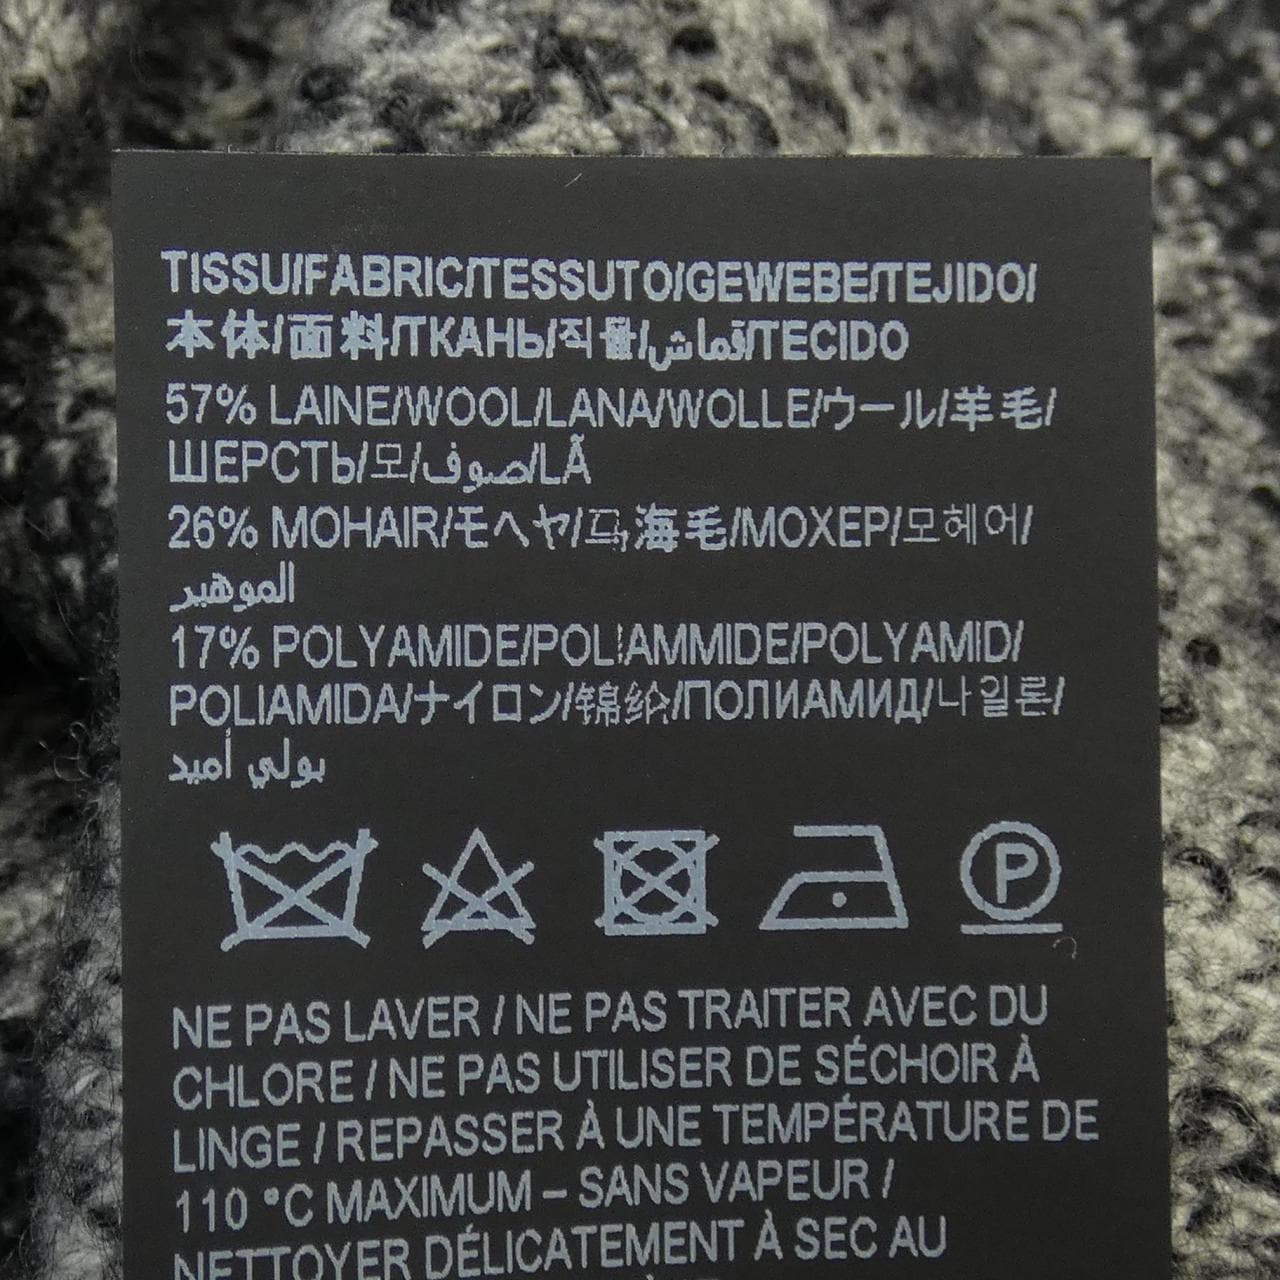 TISSU/FABRIC/TESSUTO/GEWEBE/TEJIDO/
本体/面料/ТКАНЬ/직물/قماش/TECIDO
57% LAINE/WOOL/LANA/WOLLE/ウール/羊毛/
ШЕРСТЬ/모/صوف/LÃ
26% MOHAIR/モヘヤ/马海毛/МОХЕР/모헤어/
الموهير
17% POLYAMIDE/POLIAMMIDE/POLYAMID/
POLIAMIDA/ナイロン/锦纶/ПОЛИАМИД/나일론/
بولي أميد
P
NE PAS LAVER / NE PAS TRAITER AVEC DU
CHLORE / NE PAS UTILISER DE SÉCHOIR À
LINGE / REPASSER À UNE TEMPÉRATURE DE
110 °C MAXIMUM – SANS VAPEUR /
NETTOYER DÉLICATEMENT À SEC AU